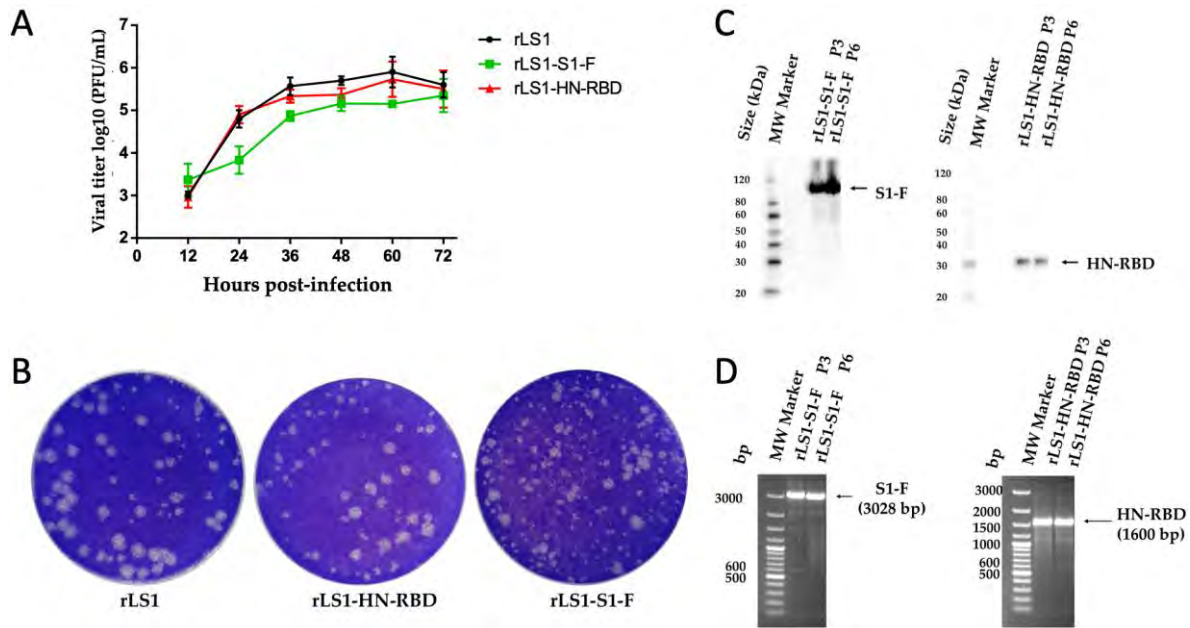 A
7
6
5
4
3
2
Viral titer log10 (PFU/mL)
0
12
24
36
48
60
72
Hours post-infection
rLS1
rLS1-S1-F
rLS1-HN-RBD
B
rLS1
rLS1-HN-RBD
rLS1-S1-F
C
Size (kDa)
MW Marker
rLS1-S1-F P3
rLS1-S1-F P6
120
80
60
50
40
30
20
S1-F
Size (kDa)
MW Marker
rLS1-HN-RBD P3
rLS1-HN-RBD P6
120
80
60
50
40
30
20
HN-RBD
D
bp
MW Marker
rLS1-S1-F P3
rLS1-S1-F P6
3000
600
500
S1-F
(3028 bp)
bp
MW Marker
rLS1-HN-RBD P3
rLS1-HN-RBD P6
3000
2000
1500
1000
600
500
HN-RBD
(1600 bp)